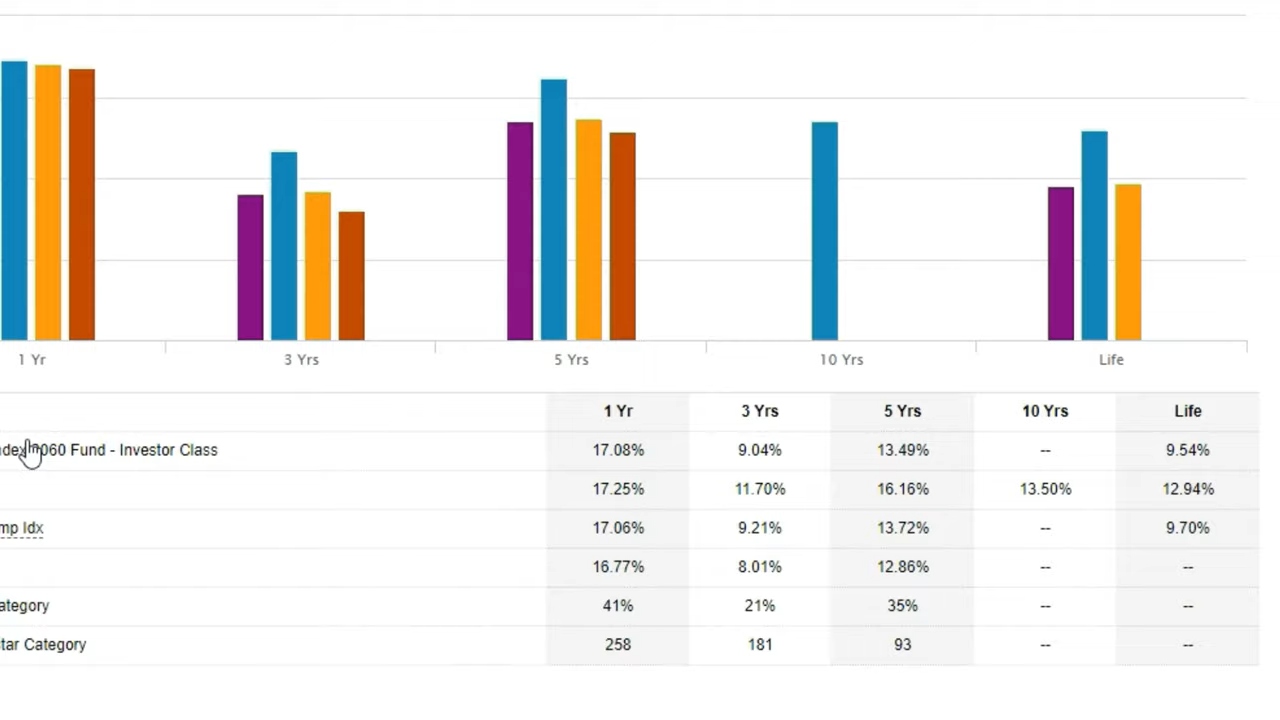 1 Yr 3 Yrs 5 Yrs 10 Yrs Life
1 Yr 3 Yrs 5 Yrs 10 Yrs Life
060 Fund - Investor Class 17.08% 9.04% 13.49% -- 9.54%
17.25% 11.70% 16.16% 13.50% 12.94%
mp Idx 17.06% 9.21% 13.72% -- 9.70%
16.77% 8.01% 12.86% -- --
ategory 41% 21% 35% -- --
tar Category 258 181 93 -- --